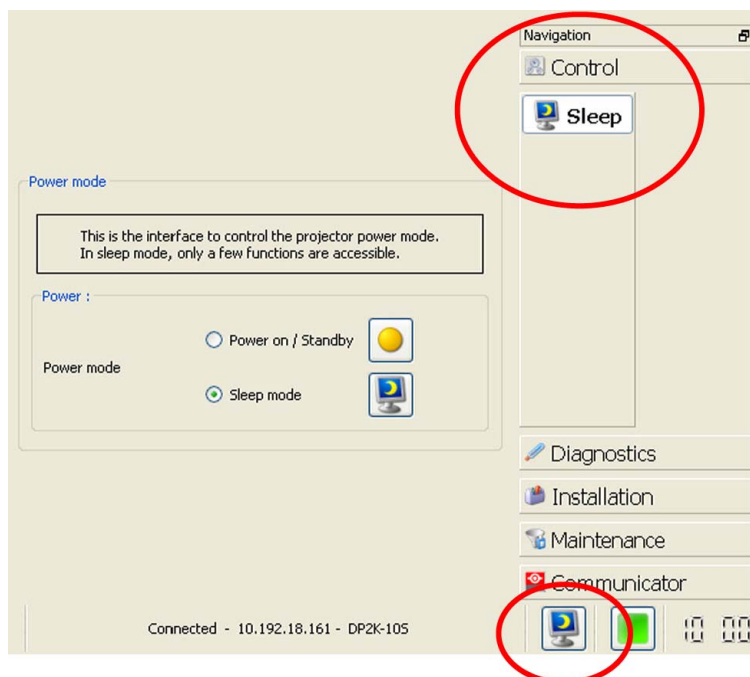 Navigation
Control
Sleep
Power mode
This is the interface to control the projector power mode.
In sleep mode, only a few functions are accessible.
Power :
Power on / Standby
Power mode
Sleep mode
Diagnostics
Installation
Maintenance
Communicator
Connected - 10.192.18.161 - DP2K-10S
10 00